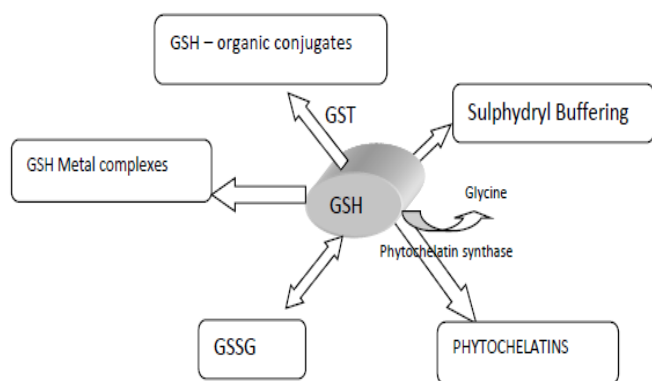 GSH – organic conjugates
GST
Sulphydryl Buffering
GSH Metal complexes
GSH
Glycine
Phytochelatin synthase
GSSG
PHYTOCHELATINS